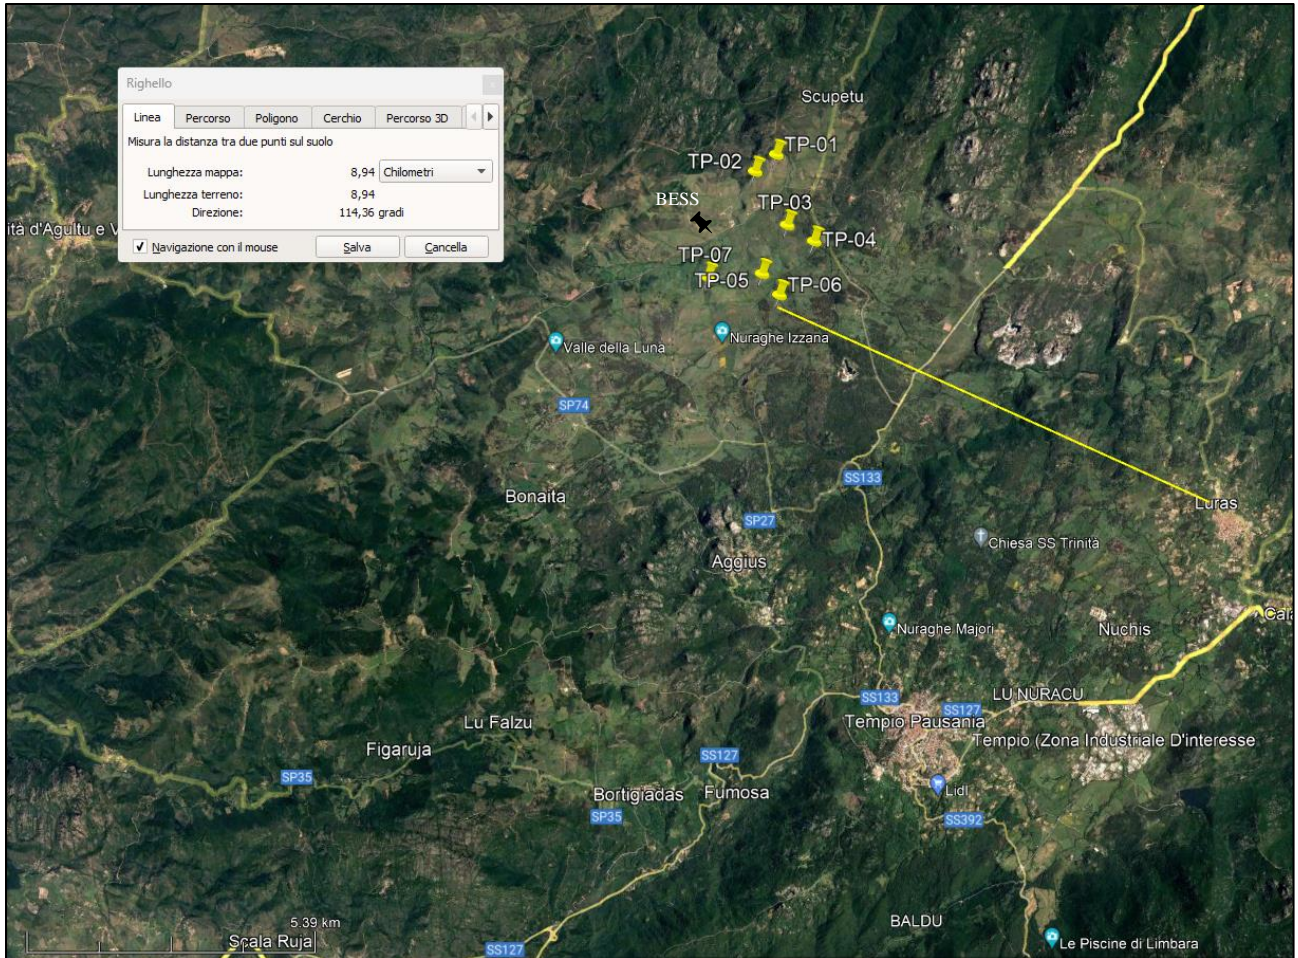 Righello
Linea
Percorso
Poligono
Cerchio
Percorso 3D
Misura la distanza tra due punti sul suolo
Lunghezza mappa: 8,94 Chilometri
Lunghezza terreno: 8,94
Direzione: 114,36 gradi
Navigazione con il mouse
Salva
Cancella
Scupetu
TP-01
TP-02
BESS
TP-03
ità d'Agultu e V
TP-04
TP-07
TP-05
TP-06
Nuraghe Izzana
Valle della Luna
SP74
SS133
Bonaita
Luras
SP27
Chiesa SS Trinità
Aggius
Nuraghe Majori
Nuchis
Cala
SS133
LU NURACU
SS127
Lu Falzu
Tempio Pausania
Figaruja
Tempio (Zona Industriale D'interesse
SS127
SP35
Bortigiadas
Fumosa
Lidl
SP35
SS392
5.39 km
BALDU
Scala Ruja
SS127
Le Piscine di Limbara